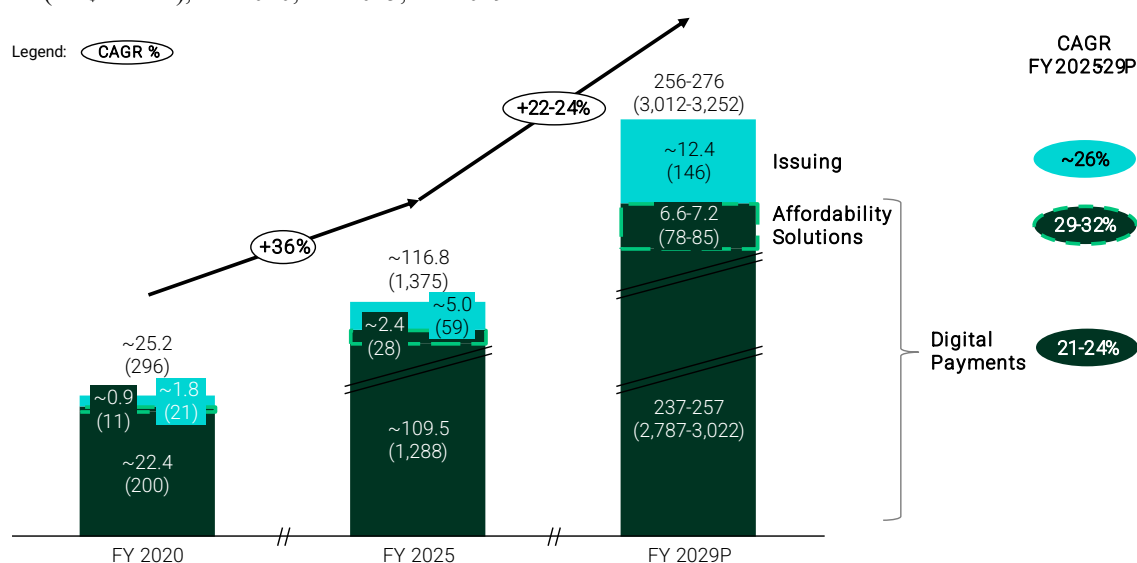 Legend: CAGR %
CAGR
FY202529P
+22-24%
256-276
(3,012-3,252)
~12.4
(146)
Issuing
~26%
6.6-7.2
(78-85)
Affordability
Solutions
29-32%
+36%
~116.8
(1,375)
~5.0
(59)
~2.4
(28)
~25.2
(296)
~0.9
(11)
~1.8
(21)
Digital
Payments
21-24%
~22.4
(200)
~109.5
(1,288)
237-257
(2,787-3,022)
FY 2020
FY 2025
FY 2029P